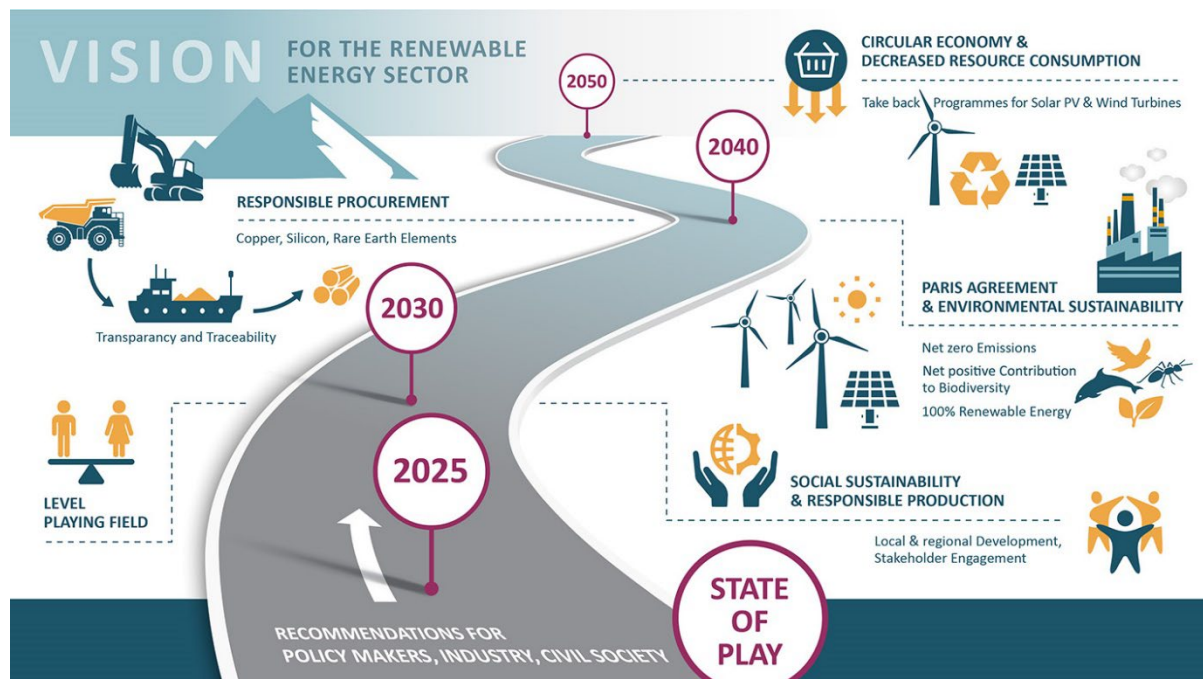 VISION
FOR THE RENEWABLE
ENERGY SECTOR
2050
CIRCULAR ECONOMY &
DECREASED RESOURCE CONSUMPTION
Take back Programmes for Solar PV & Wind Turbines
2040
RESPONSIBLE PROCUREMENT
Copper, Silicon, Rare Earth Elements
Transparency and Traceability
PARIS AGREEMENT
& ENVIRONMENTAL SUSTAINABILITY
Net zero Emissions
Net positive Contribution
to Biodiversity
100% Renewable Energy
2030
LEVEL
PLAYING FIELD
2025
SOCIAL SUSTAINABILITY
& RESPONSIBLE PRODUCTION
Local & regional Development,
Stakeholder Engagement
STATE
OF
PLAY
RECOMMENDATIONS FOR
POLICY MAKERS, INDUSTRY, CIVIL SOCIETY